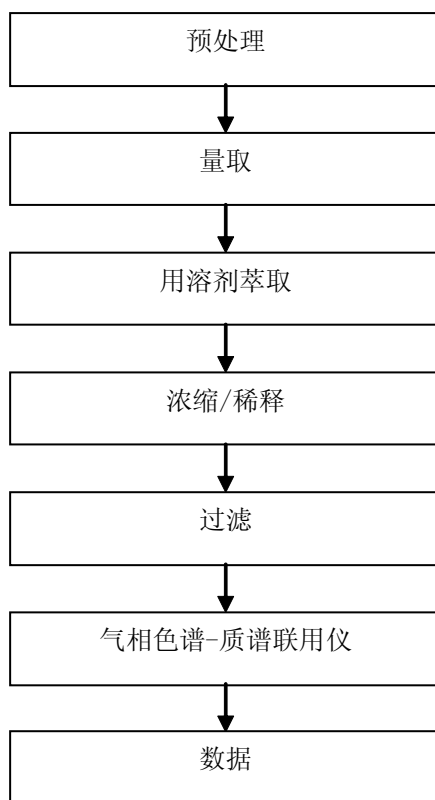 预处理
量取
用溶剂萃取
浓缩/稀释
过滤
气相色谱-质谱联用仪
数据